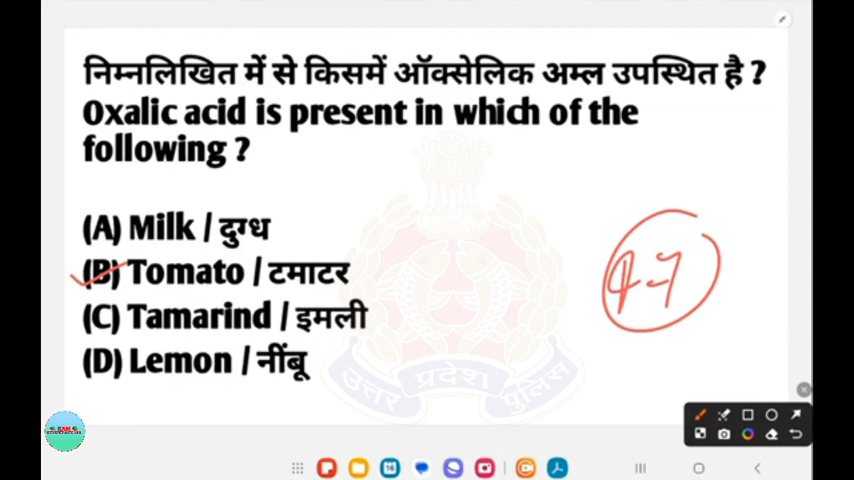 निम्नलिखित में से किसमें ऑक्सेलिक अम्ल उपस्थित है ?
Oxalic acid is present in which of the
following ?
(A) Milk / दुग्ध
(B) Tomato / टमाटर
(C) Tamarind / इमली
(D) Lemon / नींबू
उत्तर प्रदेश पुलिस